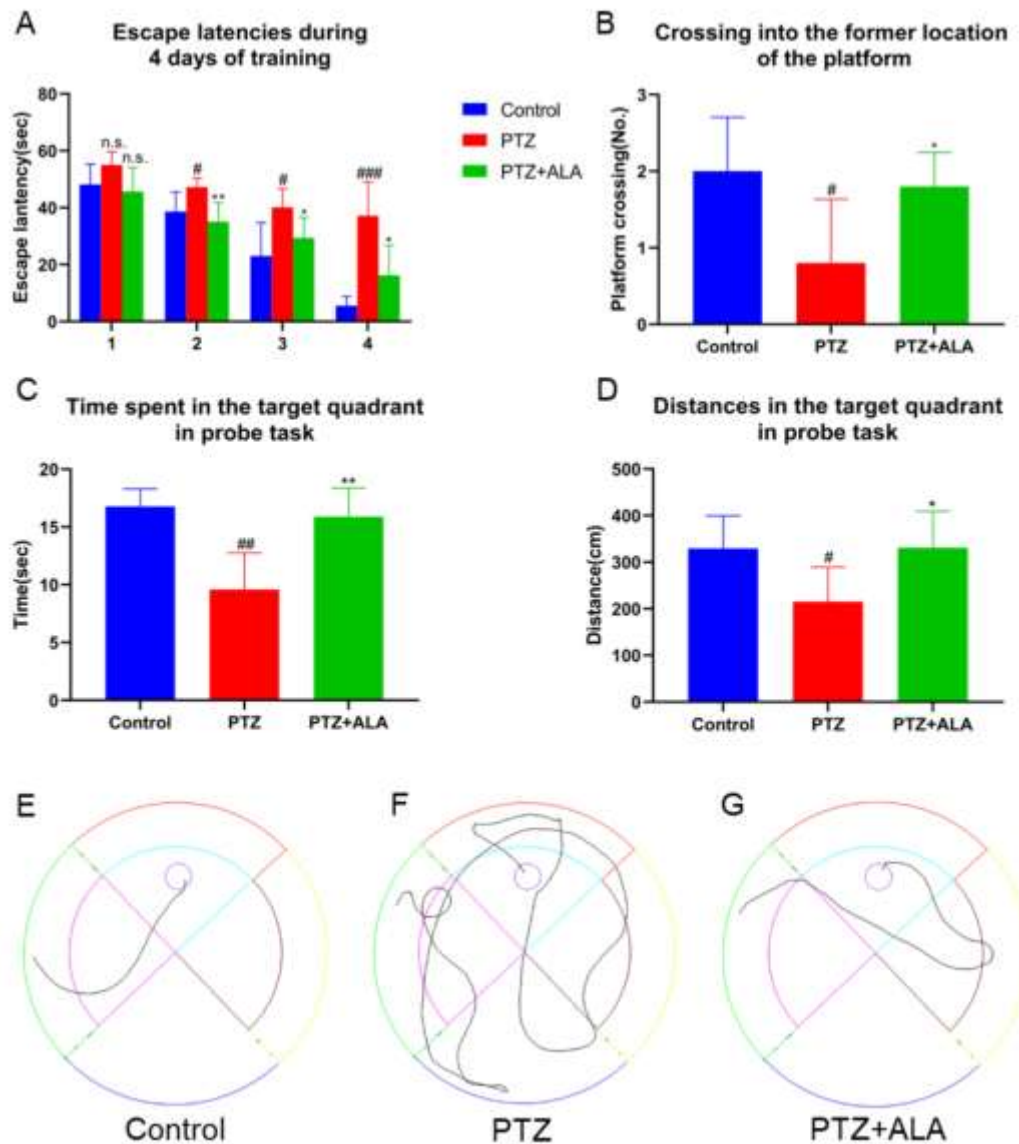 A
Escape latencies during
4 days of training
Escape lantency(sec)
80
60
40
20
0
n.s.
n.s.
#
**
#
*
###
*
1 2 3 4
Control
PTZ
PTZ+ALA
B
Crossing into the former location
of the platform
Platform crossing(No.)
3
2
1
0
#
*
Control PTZ PTZ+ALA
C
Time spent in the target quadrant
in probe task
Time(sec)
20
15
10
5
0
##
**
Control PTZ PTZ+ALA
D
Distances in the target quadrant
in probe task
Distance(cm)
500
400
300
200
100
0
#
*
Control PTZ PTZ+ALA
E
F
G
Control
PTZ
PTZ+ALA